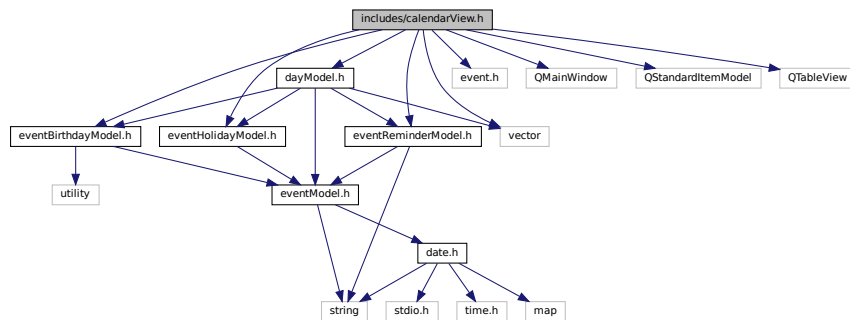 includes/calendarView.h
dayModel.h
event.h
QMainWindow
QStandardItemModel
QTableView
eventBirthdayModel.h
eventHolidayModel.h
eventReminderModel.h
vector
utility
eventModel.h
date.h
string
stdio.h
time.h
map